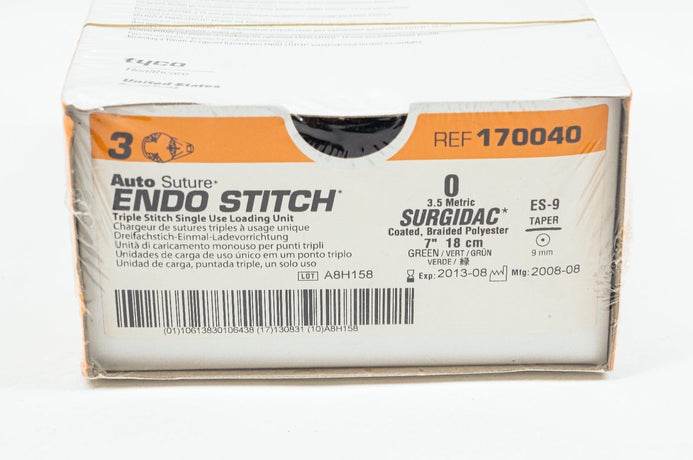 tyco
Healthcare
United States
3
REF 170040
Auto Suture*
ENDO STITCH*
Triple Stitch Single Use Loading Unit
Chargeur de sutures triples à usage unique
Dreifachstich-Einmal-Ladevorrichtung
Unità di caricamento monouso per punti tripli
Unidades de carga de uso único em um ponto triplo
Unidad de carga, puntada triple, un solo uso
LOT A8H158
0
3.5 Metric
SURGIDAC*
Coated, Braided Polyester
7" 18 cm
GREEN/VERT/GRÜN
VERDE/緑
ES-9
TAPER
9 mm
Exp: 2013-08 Mfg: 2008-08
(01)10613830106438 (17)130831 (10)A8H158